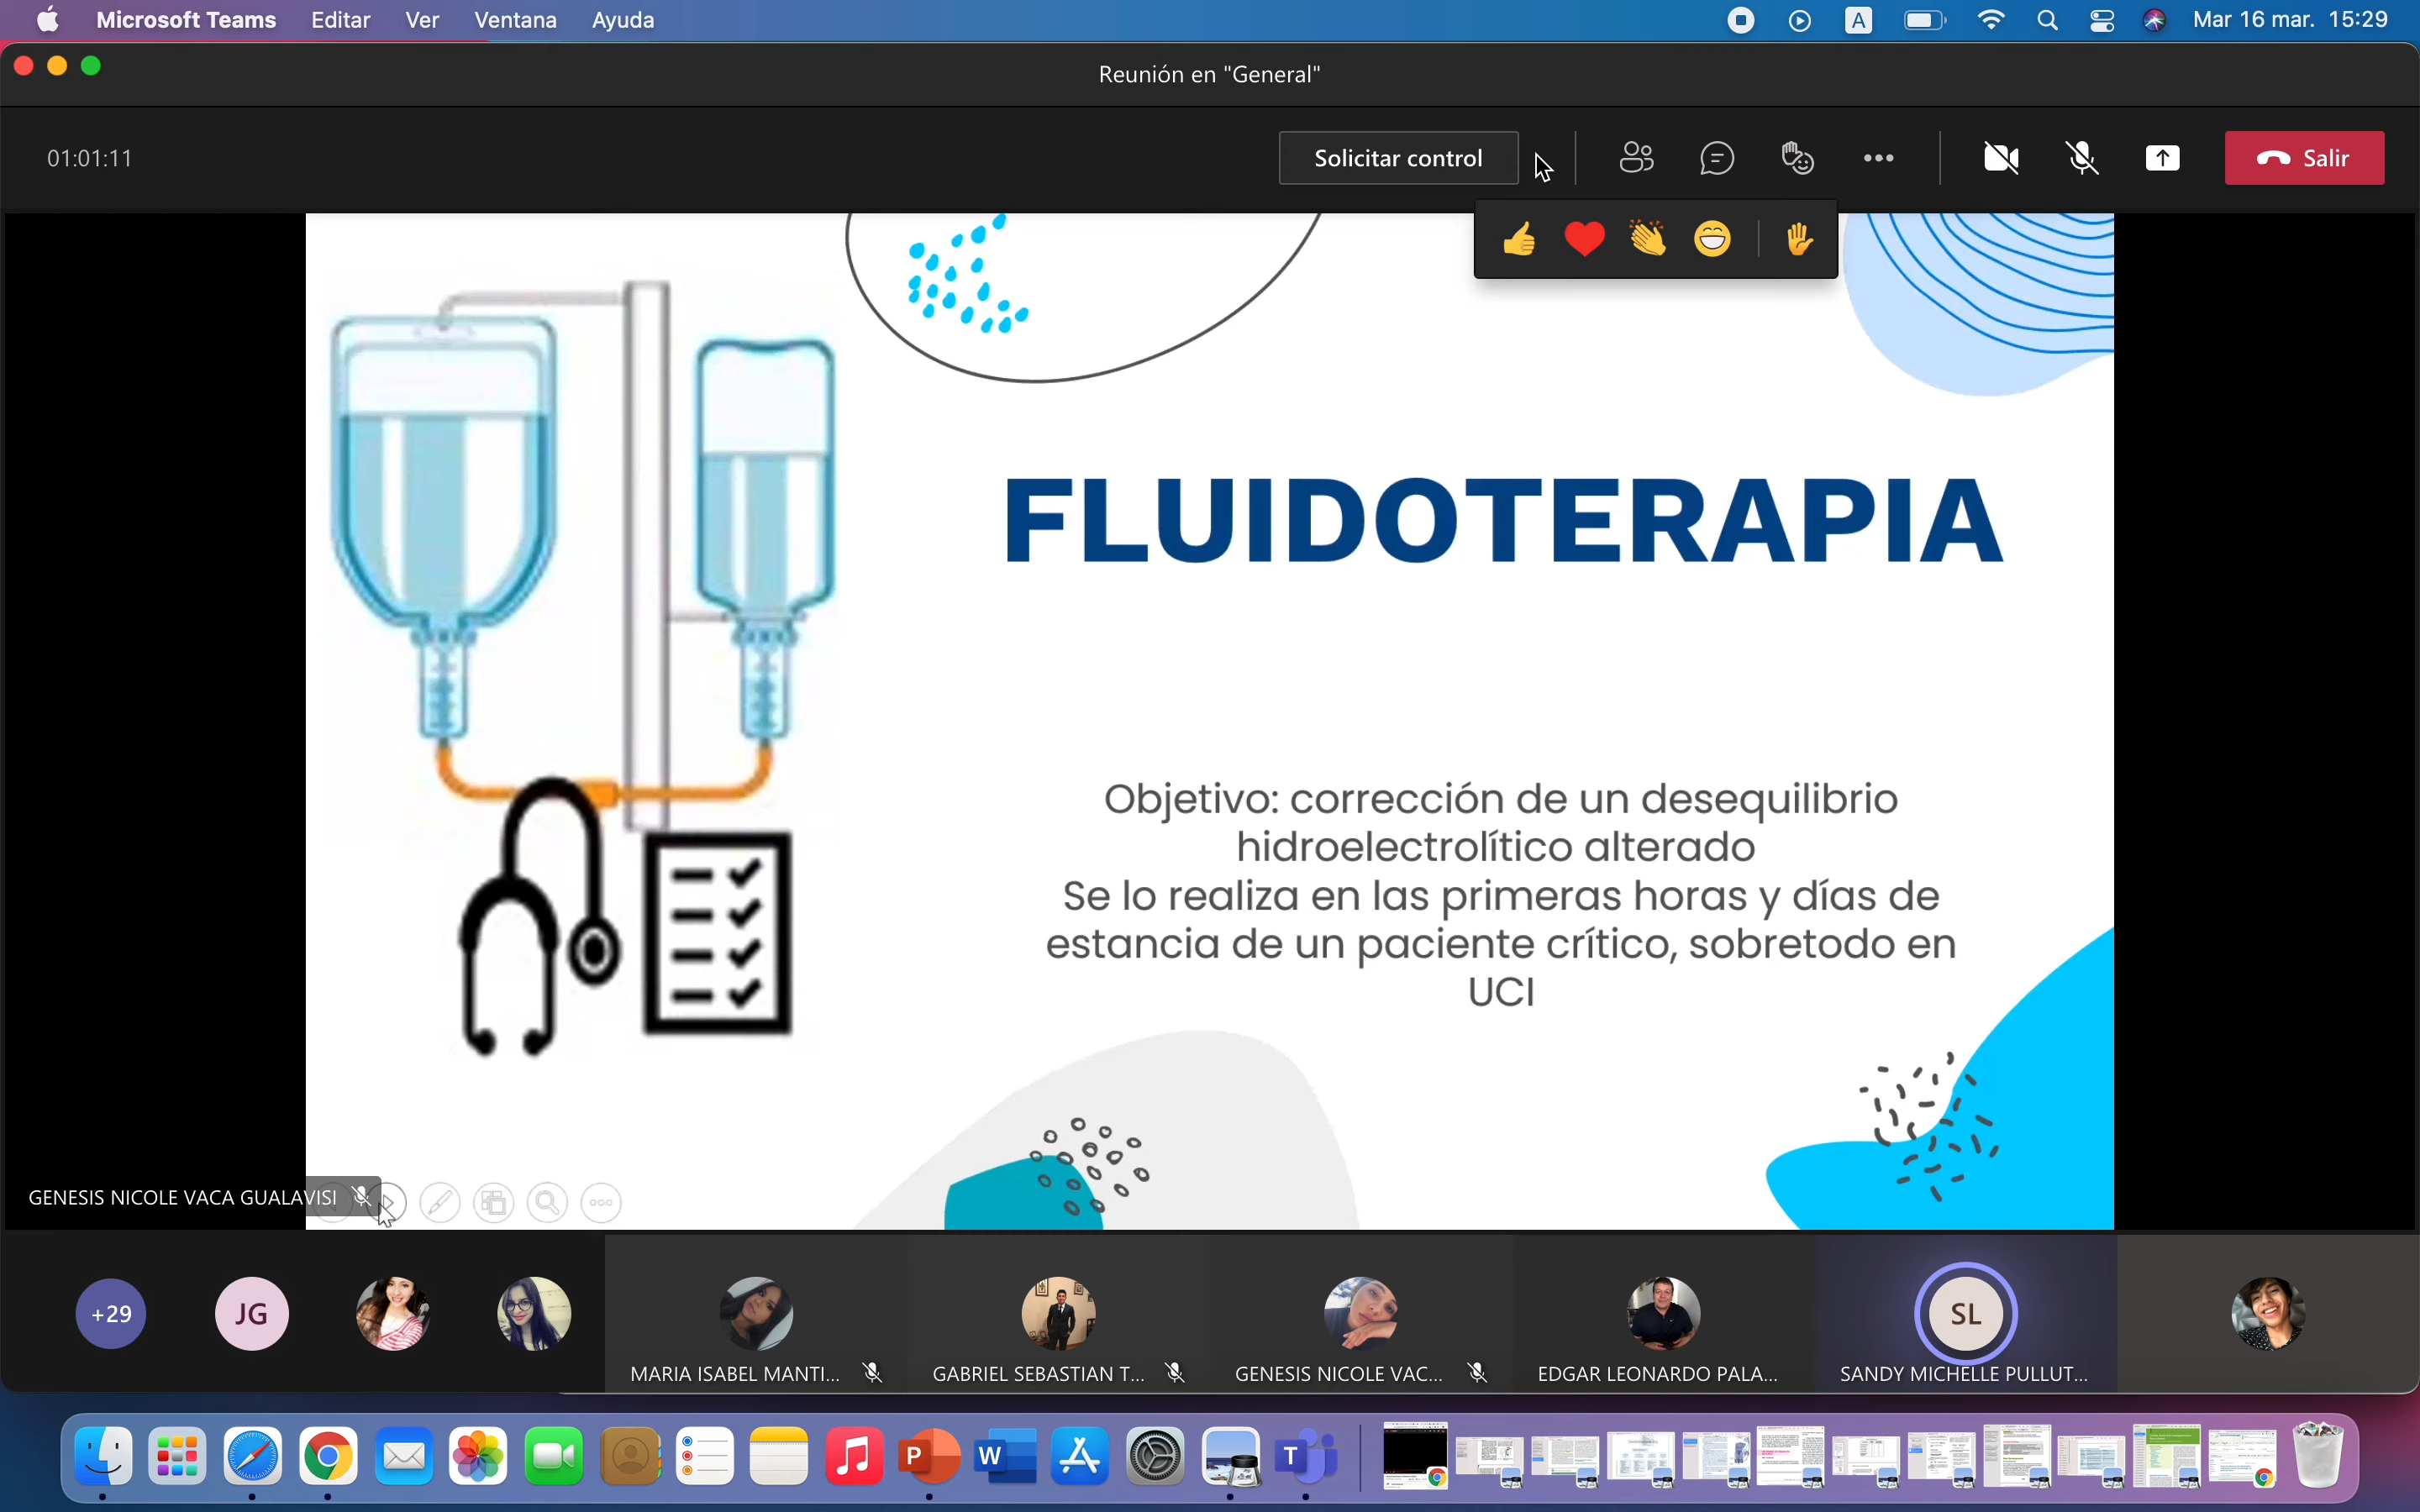 Microsoft Teams Editar Ver Ventana Ayuda
A
Mar 16 mar. 15:29
Reunión en "General"
01:01:11
Solicitar control
Salir
FLUIDOTERAPIA
Objetivo: corrección de un desequilibrio
hidroelectrolítico alterado
Se lo realiza en las primeras horas y días de
estancia de un paciente crítico, sobretodo en
UCI
GENESIS NICOLE VACA GUALAVISI
+29
JG
SL
MARIA ISABEL MANTI...
GABRIEL SEBASTIAN T...
GENESIS NICOLE VAC...
EDGAR LEONARDO PALA...
SANDY MICHELLE PULLUT...
P
W
T